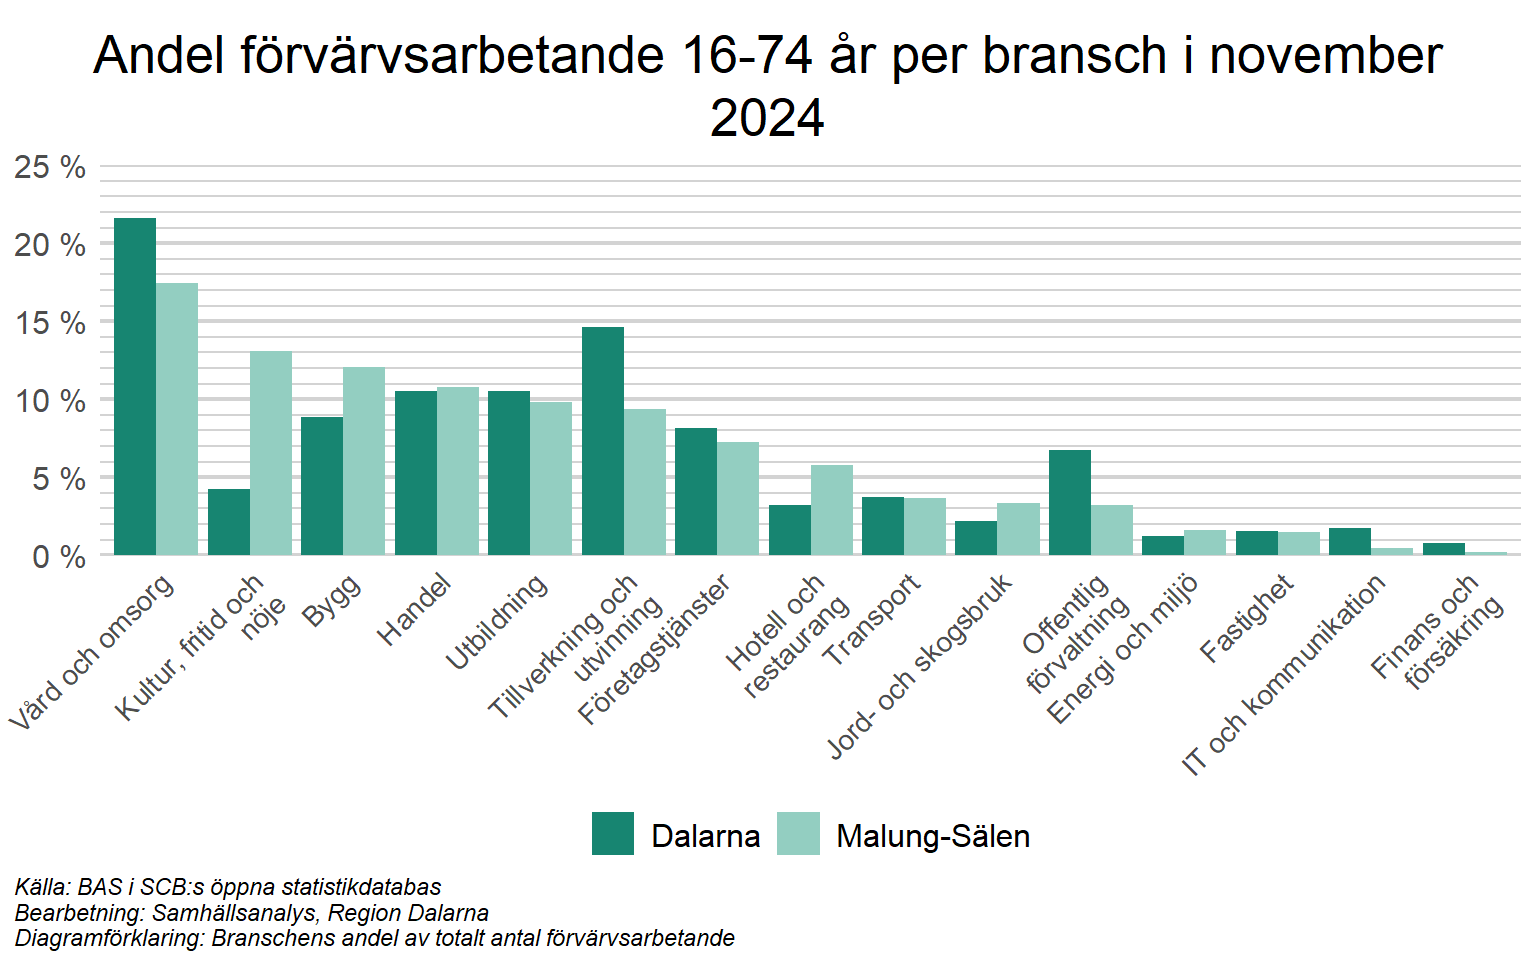 Andel förvärvsarbetande 16-74 år per bransch i november
2024
25 %
20 %
15 %
10 %
5 %
0 %
Vård och omsorg
Kultur, fritid och
nöje
Bygg
Handel
Utbildning
Tillverkning och
utvinning
Företagstjänster
Hotell och
restaurang
Transport
Jord- och skogsbruk
Offentlig
förvaltning
Energi och miljö
Fastighet
IT och kommunikation
Finans och
försäkring
Dalarna
Malung-Sälen
Källa: BAS i SCB:s öppna statistikdatabas
Bearbetning: Samhällsanalys, Region Dalarna
Diagramförklaring: Branschens andel av totalt antal förvärvsarbetande